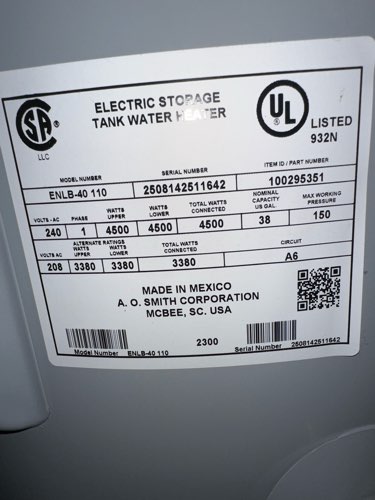 CSA
LLC
ELECTRIC STORAGE
TANK WATER HEATER
UL
LISTED
932N
MODEL NUMBER SERIAL NUMBER ITEM ID / PART NUMBER
ENLB-40 110 2508142511642 100295351
VOLTS - AC PHASE WATTS UPPER WATTS LOWER TOTAL WATTS CONNECTED NOMINAL CAPACITY US GAL. MAX WORKING PRESSURE
240 1 4500 4500 4500 38 150
ALTERNATE RATINGS
VOLTS AC WATTS UPPER WATTS LOWER TOTAL WATTS CONNECTED CIRCUIT
208 3380 3380 3380 A6
MADE IN MEXICO
A. O. SMITH CORPORATION
MCBEE, SC. USA
2300
Model Number ENLB-40 110
Serial Number 2508142511642